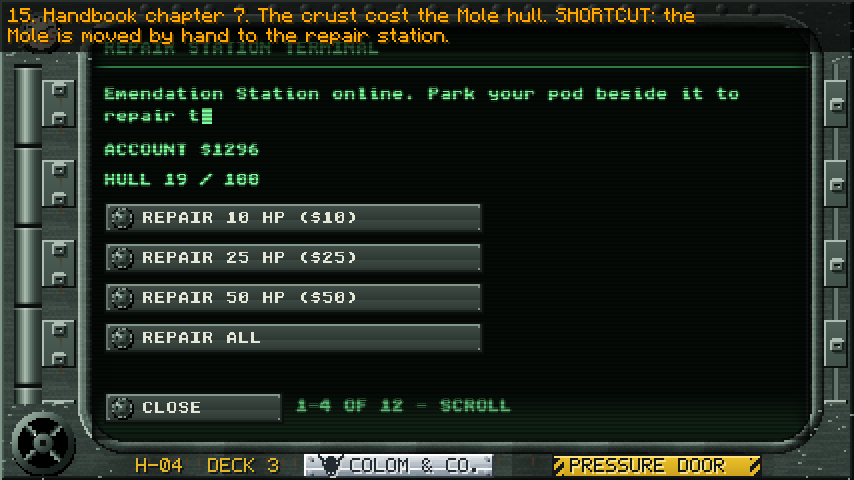 15. Handbook chapter 7. The crust cost the Mole hull. SHORTCUT: the
Mole is moved by hand to the repair station.
REPAIR STATION TERMINAL
Emendation Station online. Park your pod beside it to
repair t
ACCOUNT $1296
HULL 19 / 100
REPAIR 10 HP ($10)
REPAIR 25 HP ($25)
REPAIR 50 HP ($50)
REPAIR ALL
CLOSE
1-4 OF 12 - SCROLL
H-04 DECK 3
COLOM & CO.
PRESSURE DOOR